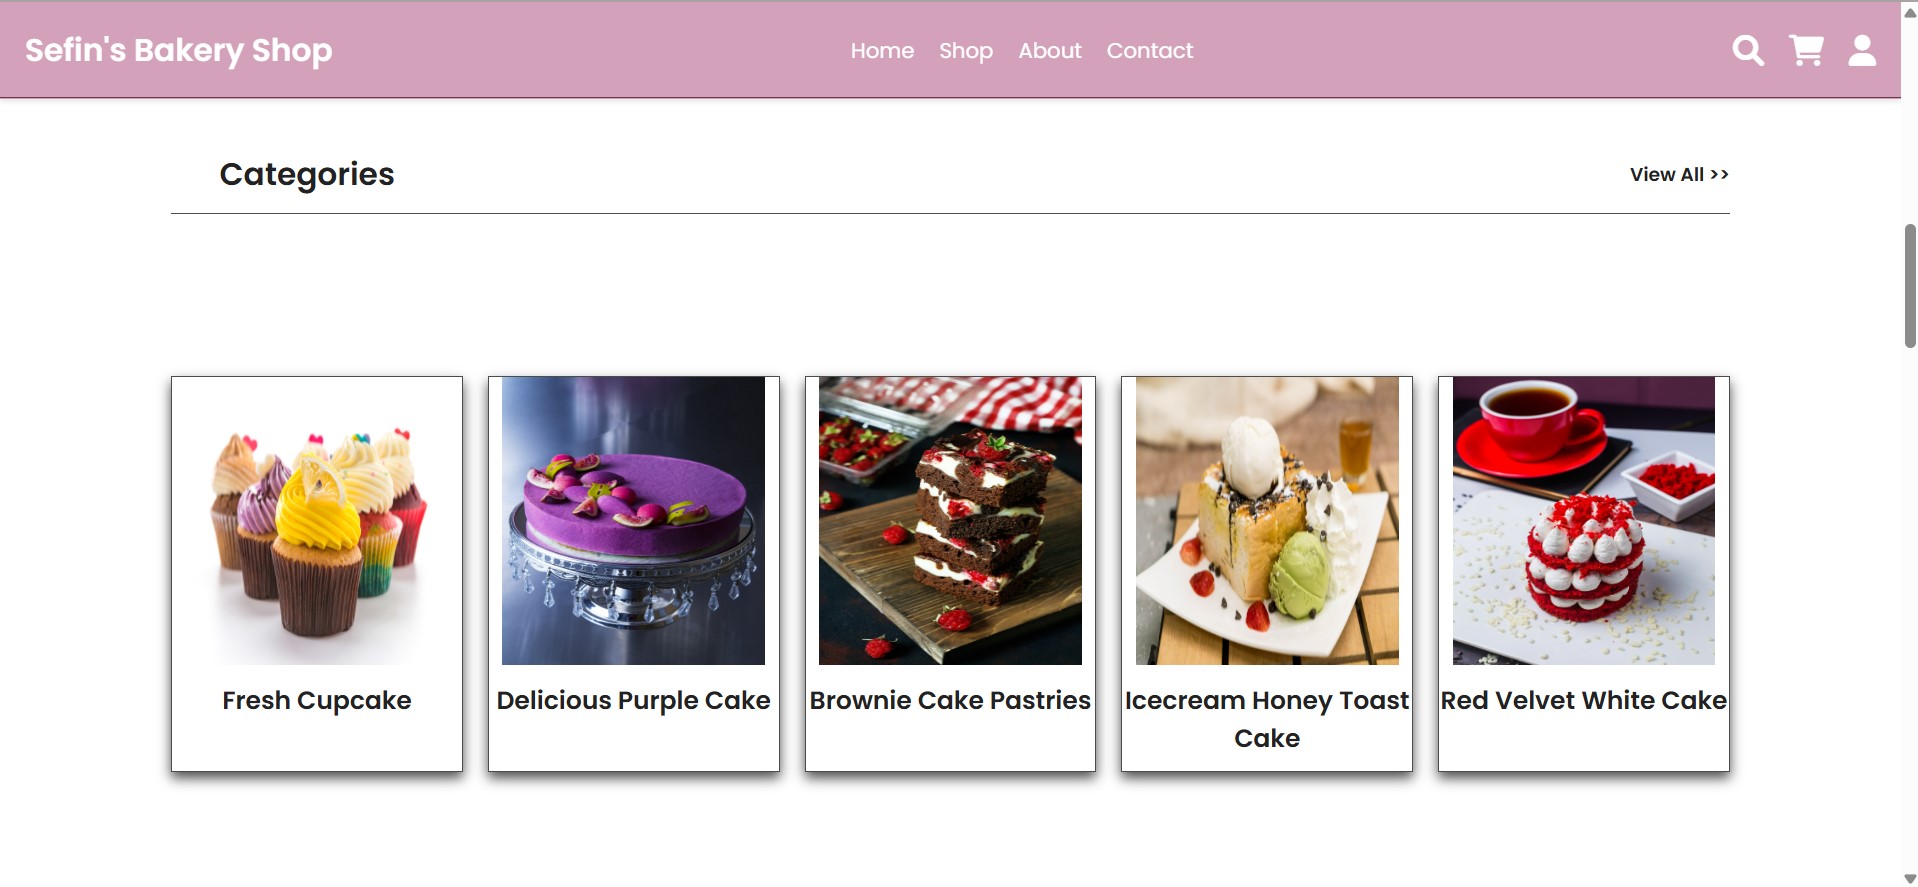 Sefin's Bakery Shop
Home Shop About Contact
Categories
View All >>
Fresh Cupcake
Delicious Purple Cake
Brownie Cake Pastries
Icecream Honey Toast
Cake
Red Velvet White Cake